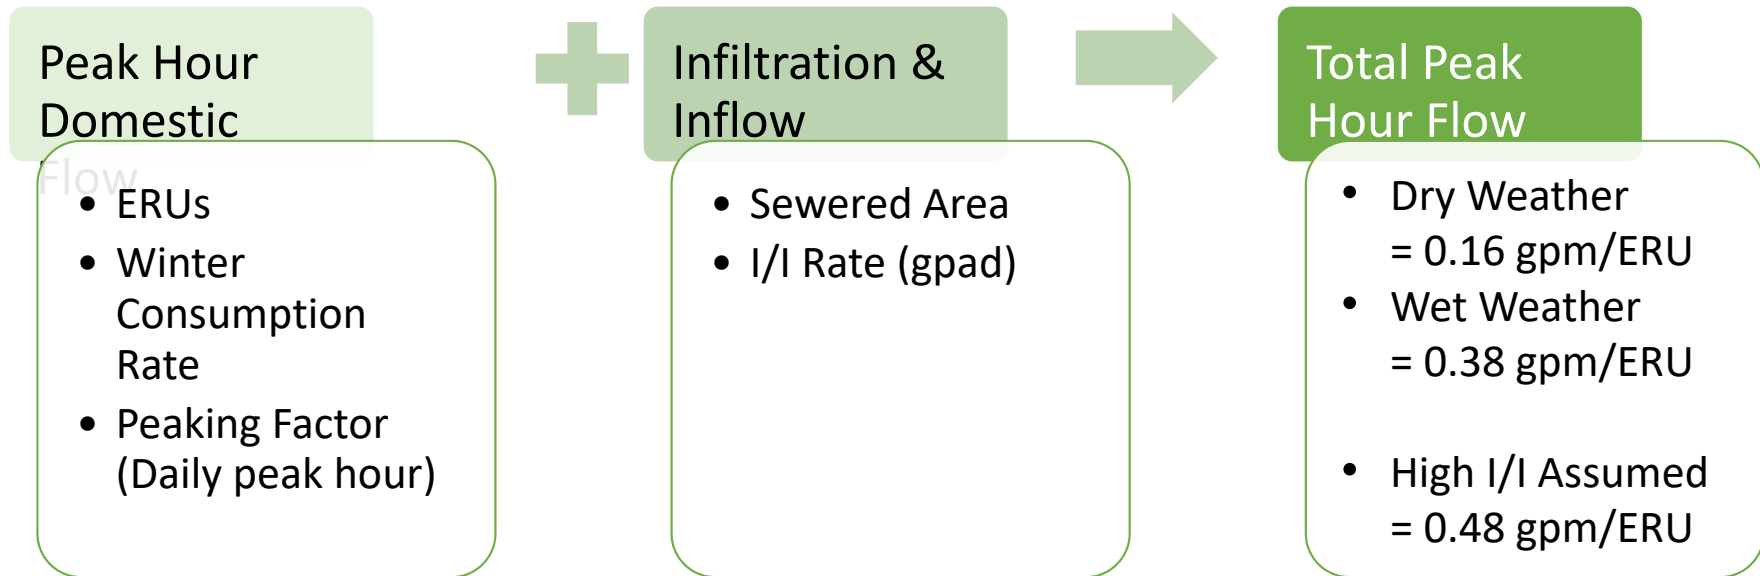 Peak Hour
Domestic
Flow
• ERUs
• Winter
Consumption
Rate
• Peaking Factor
(Daily peak hour)
Infiltration &
Inflow
• Sewered Area
• I/I Rate (gpad)
Total Peak
Hour Flow
• Dry Weather
= 0.16 gpm/ERU
• Wet Weather
= 0.38 gpm/ERU
• High I/I Assumed
= 0.48 gpm/ERU